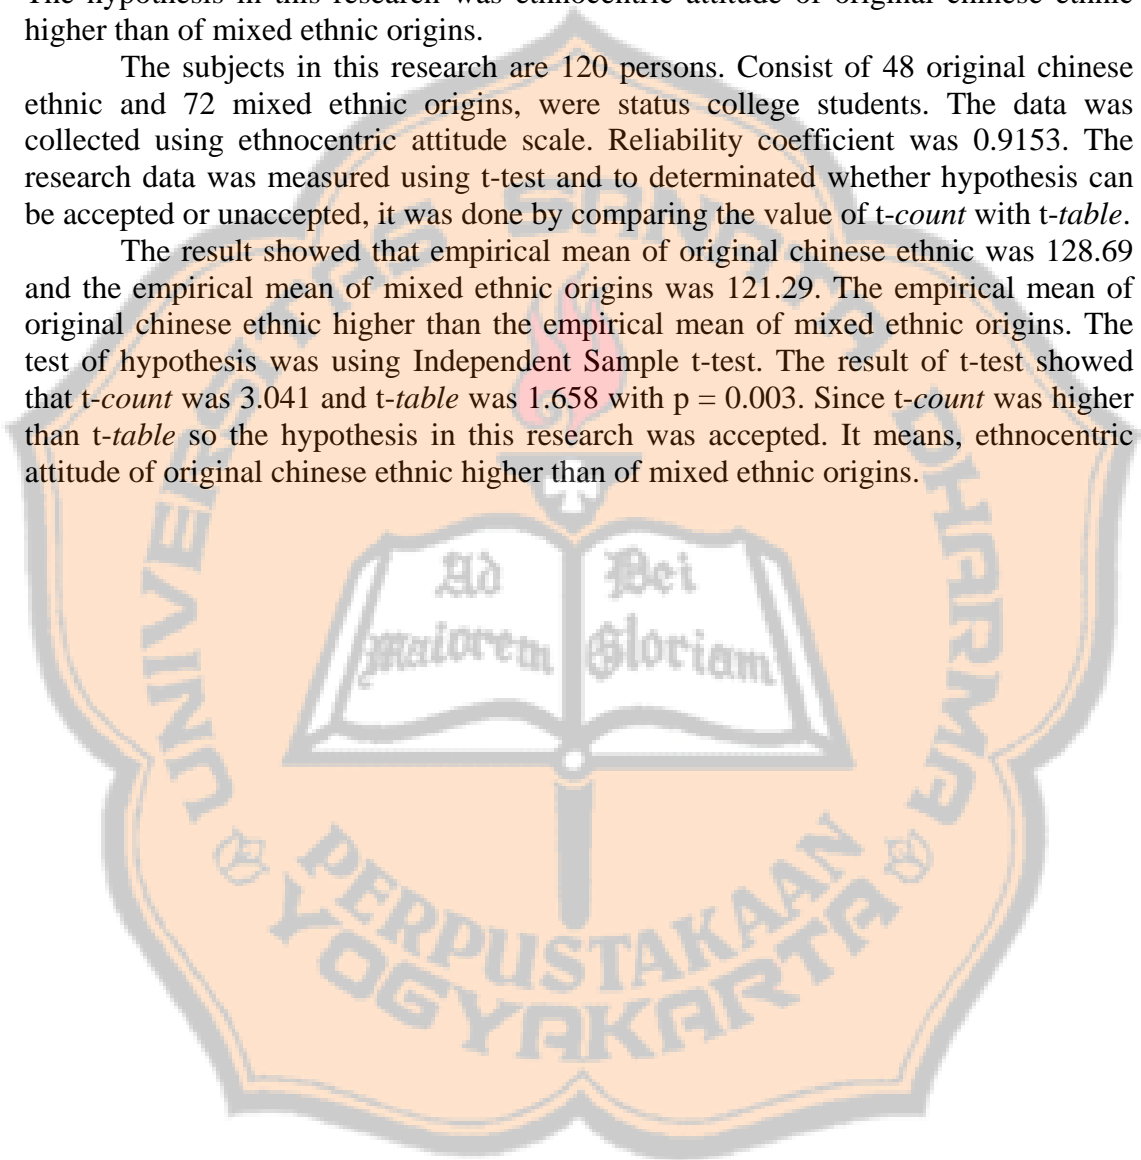 The hypothesis in this research was ethnocentric attitude of original chinese ethnic
higher than of mixed ethnic origins.
The subjects in this research are 120 persons. Consist of 48 original chinese
ethnic and 72 mixed ethnic origins, were status college students. The data was
collected using ethnocentric attitude scale. Reliability coefficient was 0.9153. The
research data was measured using t-test and to determinated whether hypothesis can
be accepted or unaccepted, it was done by comparing the value of t-count with t-table.
The result showed that empirical mean of original chinese ethnic was 128.69
and the empirical mean of mixed ethnic origins was 121.29. The empirical mean of
original chinese ethnic higher than the empirical mean of mixed ethnic origins. The
test of hypothesis was using Independent Sample t-test. The result of t-test showed
that t-count was 3.041 and t-table was 1.658 with p = 0.003. Since t-count was higher
than t-table so the hypothesis in this research was accepted. It means, ethnocentric
attitude of original chinese ethnic higher than of mixed ethnic origins.
UNIVERSITAS SANATA DHARMA
Ad
maiorem
Dei
Gloriam
PERPUSTAKAAN
YOGYAKARTA